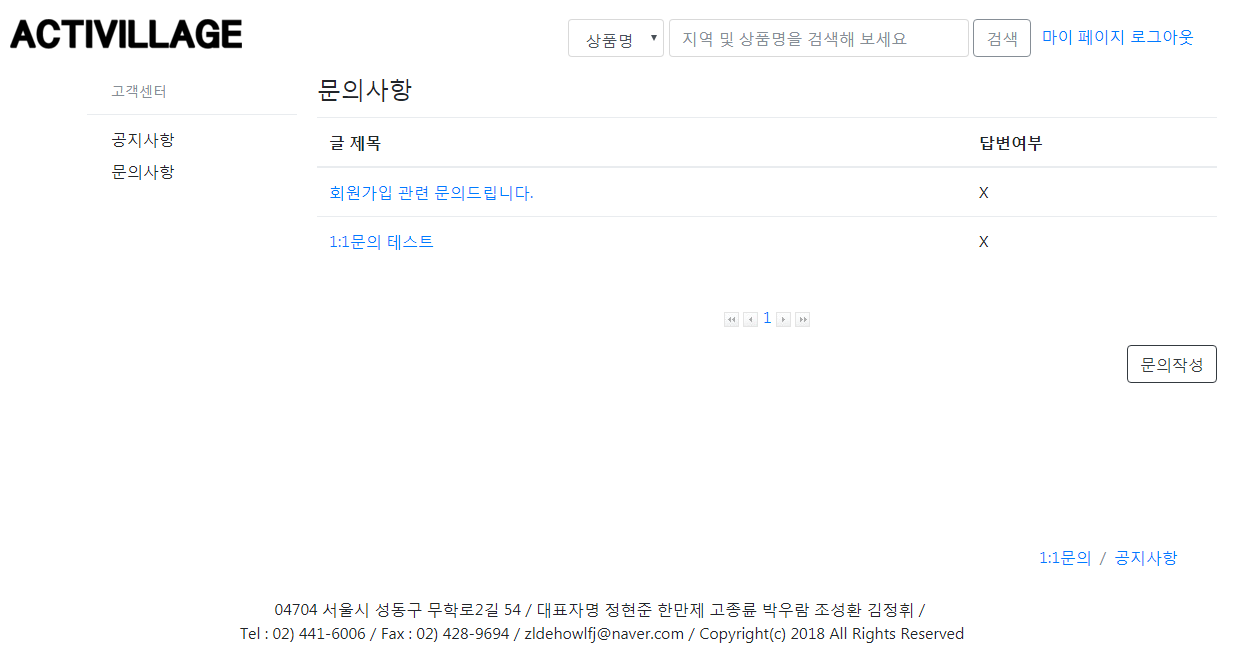 ACTIVILLAGE
상품명 지역 및 상품명을 검색해 보세요 검색 마이 페이지 로그아웃
고객센터
공지사항
문의사항
문의사항
글 제목 답변여부
회원가입 관련 문의드립니다. X
1:1문의 테스트 X
1
문의작성
1:1문의 / 공지사항
04704 서울시 성동구 무학로2길 54 / 대표자명 정현준 한만제 고종륜 박우람 조성환 김정휘 /
Tel : 02) 441-6006 / Fax : 02) 428-9694 / zldehowlfj@naver.com / Copyright(c) 2018 All Rights Reserved